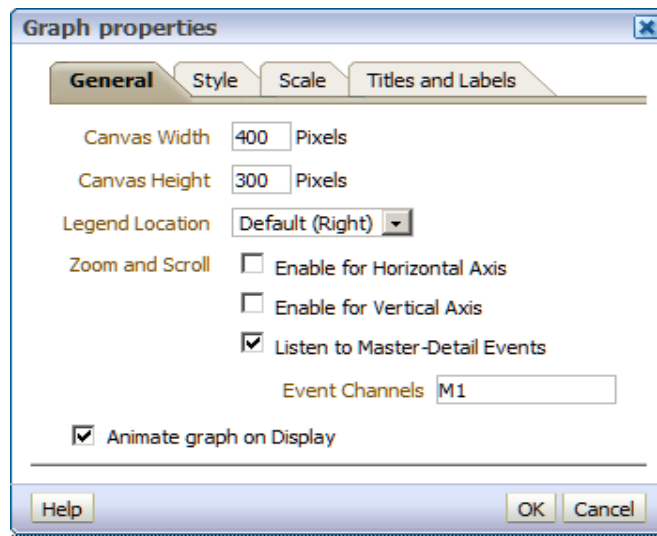 Graph properties
General Style Scale Titles and Labels
Canvas Width 400 Pixels
Canvas Height 300 Pixels
Legend Location Default (Right)
Zoom and Scroll Enable for Horizontal Axis
Enable for Vertical Axis
Listen to Master-Detail Events
Event Channels M1
Animate graph on Display
Help OK Cancel